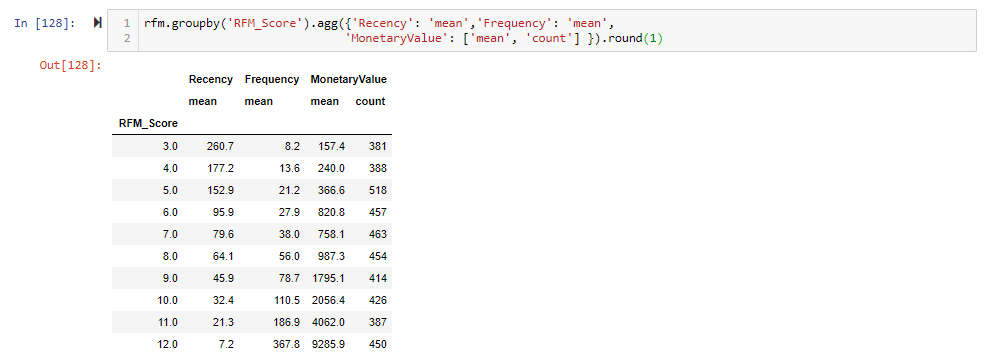 In [128]: 1 rfm.groupby('RFM_Score').agg({'Recency': 'mean','Frequency': 'mean',
2 'MonetaryValue': ['mean', 'count'] }).round(1)
Out[128]:
Recency Frequency MonetaryValue
mean mean mean count
RFM_Score
3.0 260.7 8.2 157.4 381
4.0 177.2 13.6 240.0 388
5.0 152.9 21.2 366.6 518
6.0 95.9 27.9 820.8 457
7.0 79.6 38.0 758.1 463
8.0 64.1 56.0 987.3 454
9.0 45.9 78.7 1795.1 414
10.0 32.4 110.5 2056.4 426
11.0 21.3 186.9 4062.0 387
12.0 7.2 367.8 9285.9 450